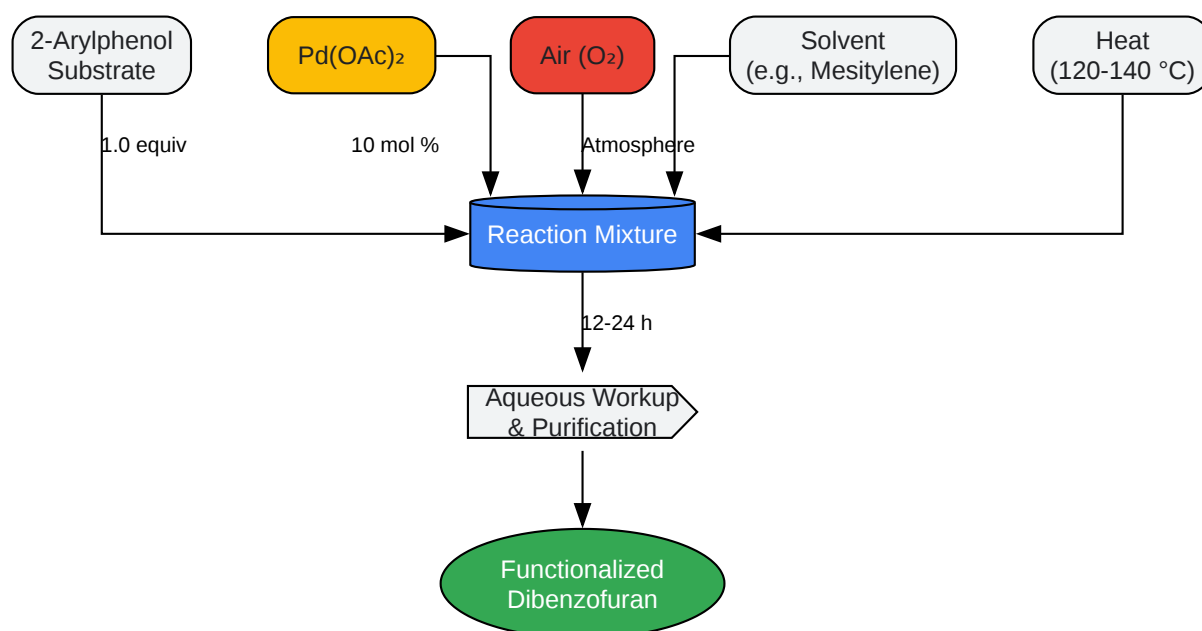 2-Arylphenol
Substrate
Pd(OAc)₂
Air (O₂)
Solvent
(e.g., Mesitylene)
Heat
(120-140 °C)
1.0 equiv
10 mol %
Atmosphere
Reaction Mixture
12-24 h
Aqueous Workup
& Purification
Functionalized
Dibenzofuran